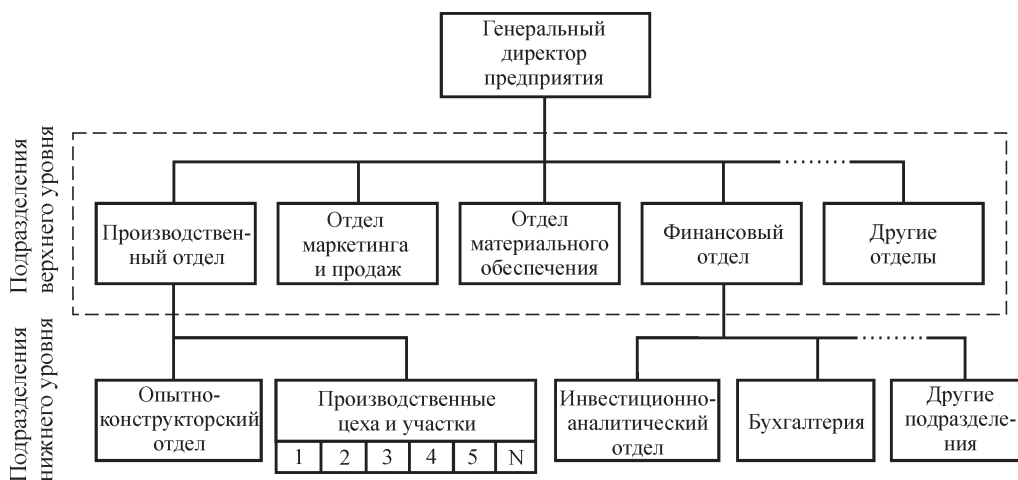 Генеральный
директор
предприятия
Подразделения
верхнего уровня
Производствен-
ный отдел
Отдел
маркетинга
и продаж
Отдел
материального
обеспечения
Финансовый
отдел
Другие
отделы
Подразделения
нижнего уровня
Опытно-
конструкторский
отдел
Производственные
цеха и участки
1 2 3 4 5 N
Инвестиционно-
аналитический
отдел
Бухгалтерия
Другие
подразделе-
ния